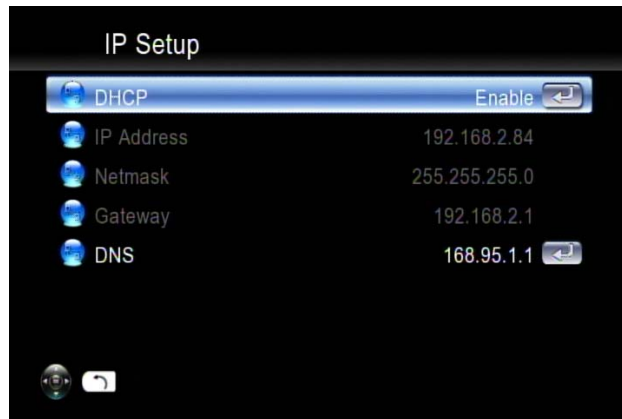 IP Setup
DHCP Enable
IP Address 192.168.2.84
Netmask 255.255.255.0
Gateway 192.168.2.1
DNS 168.95.1.1